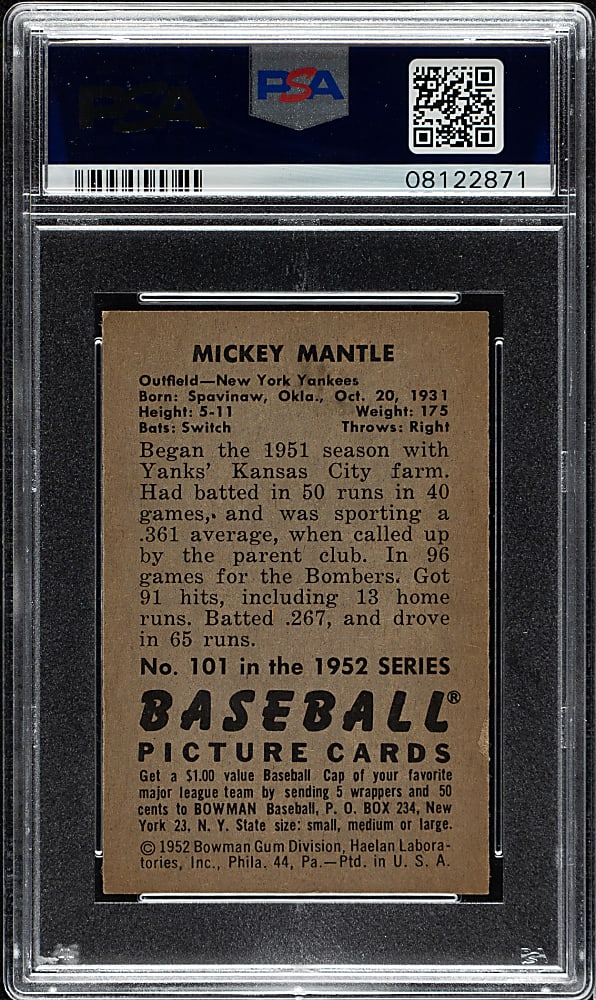 PSA
PSA
08122871
MICKEY MANTLE
Outfield—New York Yankees
Born: Spavinaw, Okla., Oct. 20, 1931
Height: 5-11 Weight: 175
Bats: Switch Throws: Right
Began the 1951 season with
Yanks' Kansas City farm.
Had batted in 50 runs in 40
games, and was sporting a
.361 average, when called up
by the parent club. In 96
games for the Bombers. Got
91 hits, including 13 home
runs. Batted .267, and drove
in 65 runs.
No. 101 in the 1952 SERIES
BASEBALL®
PICTURE CARDS
Get a $1.00 value Baseball Cap of your favorite
major league team by sending 5 wrappers and 50
cents to BOWMAN Baseball, P. O. BOX 234, New
York 23, N. Y. State size: small, medium or large.
© 1952 Bowman Gum Division, Haelan Labora-
tories, Inc., Phila. 44, Pa.—Ptd. in U. S. A.